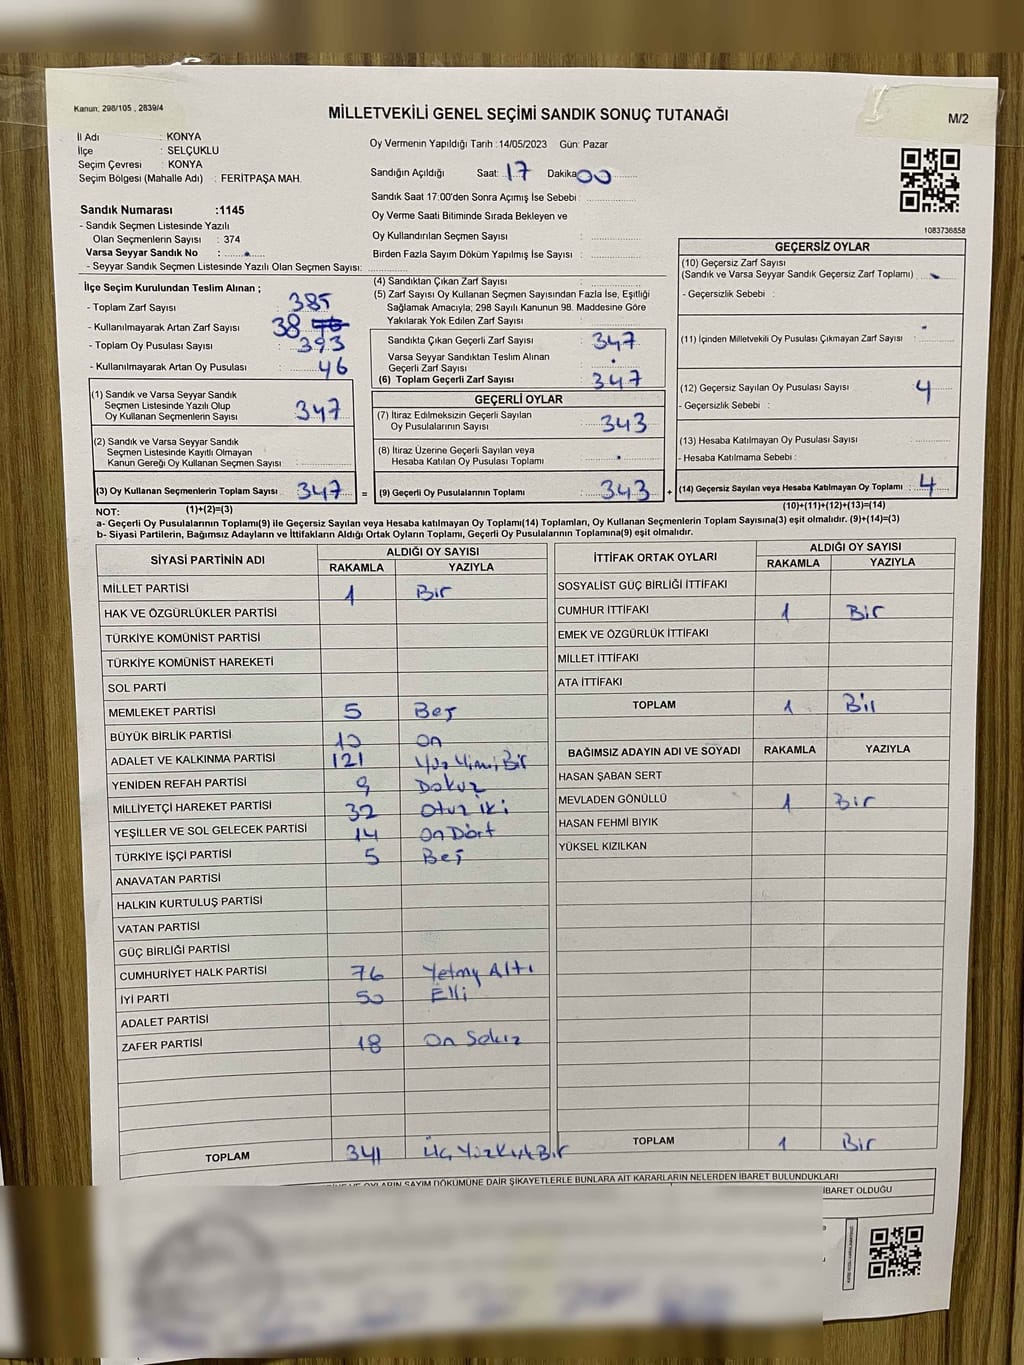 Kanun; 298/105 , 2839/4
MİLLETVEKİLİ GENEL SEÇİMİ SANDIK SONUÇ TUTANAĞI
M/2
İl Adı : KONYA
İlçe : SELÇUKLU
Seçim Çevresi : KONYA
Seçim Bölgesi (Mahalle Adı) : FERİTPAŞA MAH.
Oy Vermenin Yapıldığı Tarih :14/05/2023 Gün: Pazar
Sandığın Açıldığı Saat: 17 Dakika: 00
Sandık Saat 17:00'den Sonra Açımış İse Sebebi :
Oy Verme Saati Bitiminde Sırada Bekleyen ve
Oy Kullandırılan Seçmen Sayısı :
Birden Fazla Sayım Döküm Yapılmış İse Sayısı :
1083736858
Sandık Numarası :1145
- Sandık Seçmen Listesinde Yazılı
Olan Seçmenlerin Sayısı : 374
Varsa Seyyar Sandık No :
- Seyyar Sandık Seçmen Listesinde Yazılı Olan Seçmen Sayısı:
İlçe Seçim Kurulundan Teslim Alınan ;
- Toplam Zarf Sayısı : 385
- Kullanılmayarak Artan Zarf Sayısı : 38
- Toplam Oy Pusulası Sayısı : 393
- Kullanılmayarak Artan Oy Pusulası : 46
(1) Sandık ve Varsa Seyyar Sandık
Seçmen Listesinde Yazılı Olup
Oy Kullanan Seçmenlerin Sayısı : 347
(2) Sandık ve Varsa Seyyar Sandık
Seçmen Listesinde Kayıtlı Olmayan
Kanun Gereği Oy Kullanan Seçmen Sayısı :
(3) Oy Kullanan Seçmenlerin Toplam Sayısı : 347 =
(1)+(2)=(3)
(4) Sandıktan Çıkan Zarf Sayısı :
(5) Zarf Sayısı Oy Kullanan Seçmen Sayısından Fazla İse, Eşitliği
Sağlamak Amacıyla; 298 Sayılı Kanunun 98. Maddesine Göre
Yakılarak Yok Edilen Zarf Sayısı :
Sandıkta Çıkan Geçerli Zarf Sayısı : 347
Varsa Seyyar Sandıktan Teslim Alınan
Geçerli Zarf Sayısı :
(6) Toplam Geçerli Zarf Sayısı : 347
GEÇERLİ OYLAR
(7) İtiraz Edilmeksizin Geçerli Sayılan
Oy Pusulalarının Sayısı : 343
(8) İtiraz Üzerine Geçerli Sayılan veya
Hesaba Katılan Oy Pusulası Toplamı :
(9) Geçerli Oy Pusulalarının Toplamı : 343 +
GEÇERSİZ OYLAR
(10) Geçersiz Zarf Sayısı
(Sandık ve Varsa Seyyar Sandık Geçersiz Zarf Toplamı) :
- Geçersizlik Sebebi :
(11) İçinden Milletvekili Oy Pusulası Çıkmayan Zarf Sayısı :
(12) Geçersiz Sayılan Oy Pusulası Sayısı : 4
- Geçersizlik Sebebi :
(13) Hesaba Katılmayan Oy Pusulası Sayısı :
- Hesaba Katılmama Sebebi :
(14) Geçersiz Sayılan veya Hesaba Katılmayan Oy Toplamı : 4
(10)+(11)+(12)+(13)=(14)
NOT:
a- Geçerli Oy Pusulalarının Toplamı(9) ile Geçersiz Sayılan veya Hesaba katılmayan Oy Toplamı(14) Toplamları, Oy Kullanan Seçmenlerin Toplam Sayısına(3) eşit olmalıdır. (9)+(14)=(3)
b- Siyasi Partilerin, Bağımsız Adayların ve İttifakların Aldığı Ortak Oyların Toplamı, Geçerli Oy Pusulalarının Toplamına(9) eşit olmalıdır.
SİYASİ PARTİNİN ADI ALDIĞI OY SAYISI
RAKAMLA YAZIYLA
MİLLET PARTİSİ 1 Bir
HAK VE ÖZGÜRLÜKLER PARTİSİ
TÜRKİYE KOMÜNİST PARTİSİ
TÜRKİYE KOMÜNİST HAREKETİ
SOL PARTİ
MEMLEKET PARTİSİ 5 Beş
BÜYÜK BİRLİK PARTİSİ 10 On
ADALET VE KALKINMA PARTİSİ 121 Yüz Yirmi Bir
YENİDEN REFAH PARTİSİ 9 Dokuz
MİLLİYETÇİ HAREKET PARTİSİ 32 Otuz iki
YEŞİLLER VE SOL GELECEK PARTİSİ 14 On Dört
TÜRKİYE İŞÇİ PARTİSİ 5 Beş
ANAVATAN PARTİSİ
HALKIN KURTULUŞ PARTİSİ
VATAN PARTİSİ
GÜÇ BİRLİĞİ PARTİSİ
CUMHURİYET HALK PARTİSİ 76 Yetmiş Altı
İYİ PARTİ 50 Elli
ADALET PARTİSİ
ZAFER PARTİSİ 18 On Sekiz
TOPLAM 341 Üç Yüz Kırk Bir
İTTİFAK ORTAK OYLARI ALDIĞI OY SAYISI
RAKAMLA YAZIYLA
SOSYALİST GÜÇ BİRLİĞİ İTTİFAKI
CUMHUR İTTİFAKI 1 Bir
EMEK VE ÖZGÜRLÜK İTTİFAKI
MİLLET İTTİFAKI
ATA İTTİFAKI
TOPLAM 1 Bir
BAĞIMSIZ ADAYIN ADI VE SOYADI RAKAMLA YAZIYLA
HASAN ŞABAN SERT
MEVLADEN GÖNÜLLÜ 1 Bir
HASAN FEHMİ BIYIK
YÜKSEL KIZILKAN
TOPLAM 1 Bir
OYLARIN SAYIM DÖKÜMÜNE DAİR ŞİKAYETLERLE BUNLARA AİT KARARLARIN NELERDEN İBARET BULUNDUKLARI
İBARET OLDUĞU